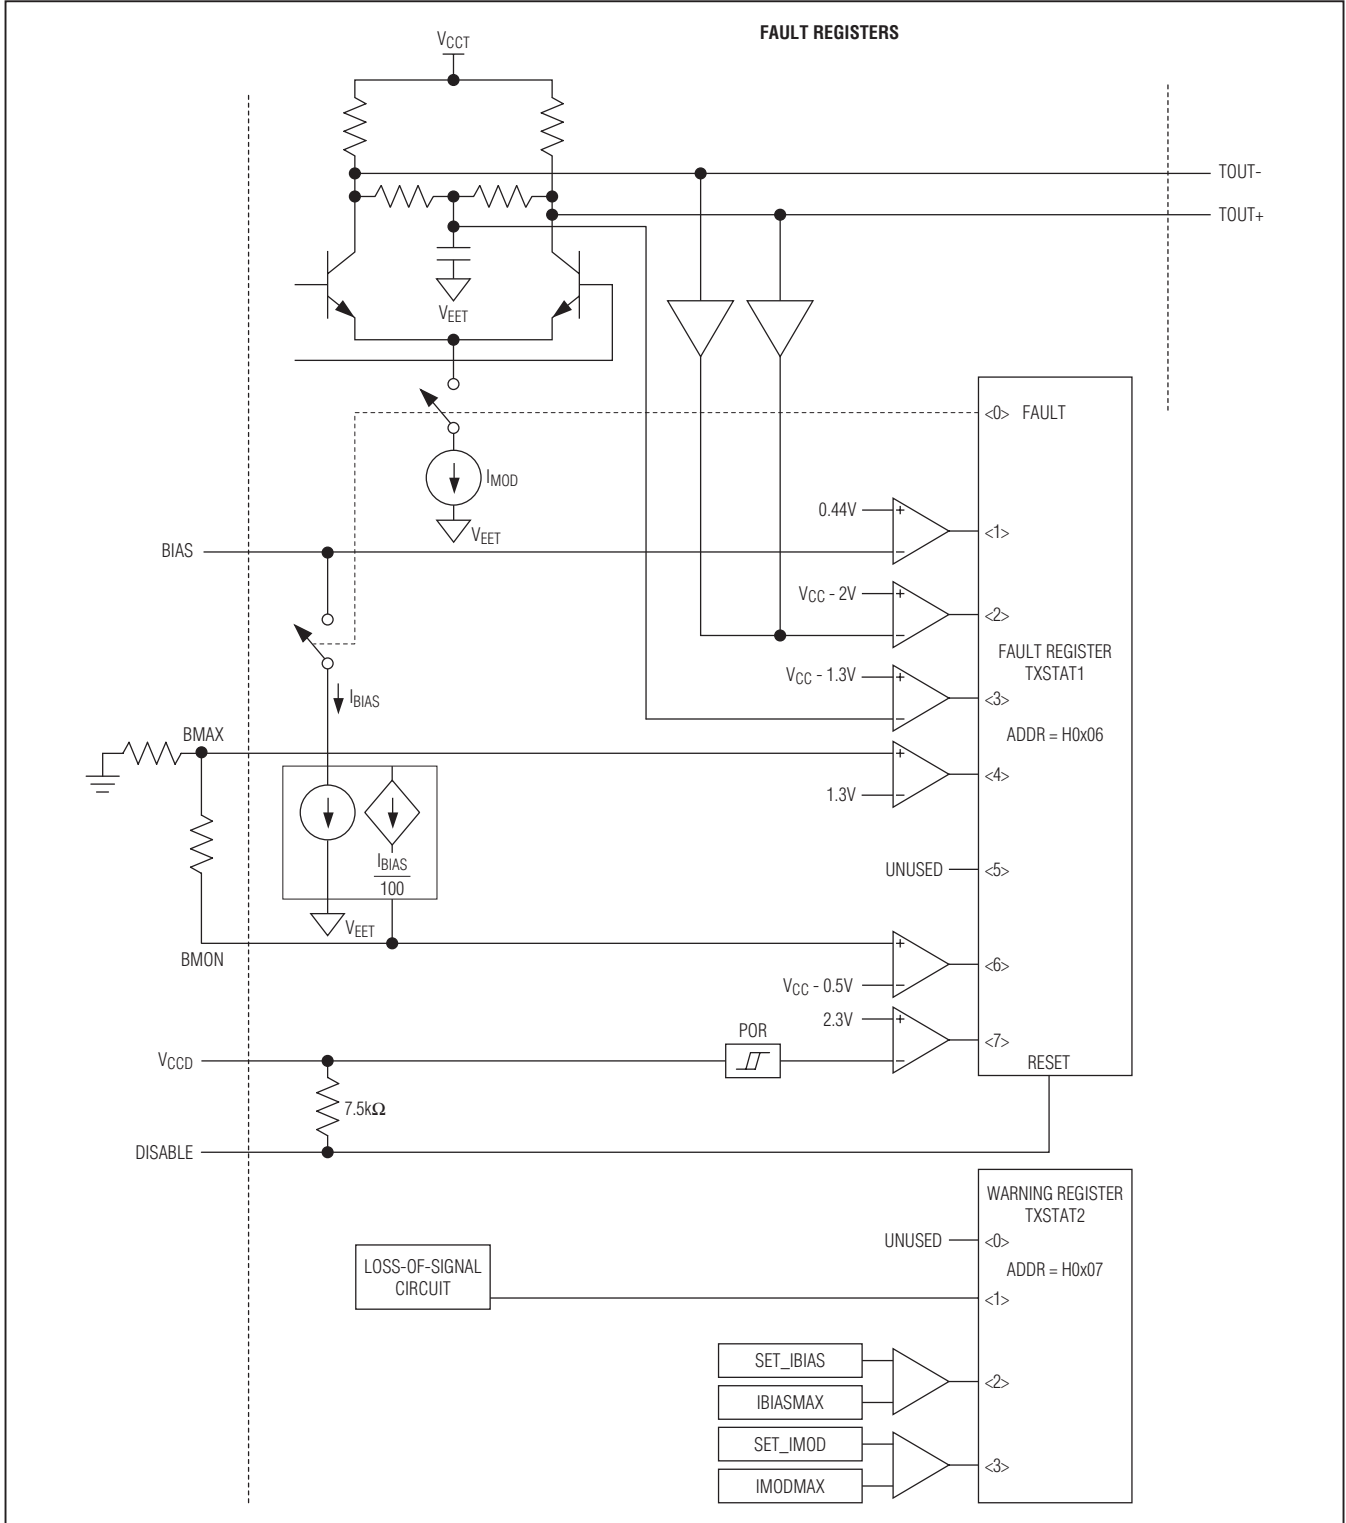 FAULT REGISTERS
VCCT
TOUT-
TOUT+
VEET
<0> FAULT
IMOD
0.44V
+
-
<1>
VEET
BIAS
VCC - 2V
+
-
<2>
FAULT REGISTER
TXSTAT1
VCC - 1.3V
+
-
<3>
IBIAS
ADDR = H0x06
BMAX
+
-
<4>
1.3V
IBIAS
100
UNUSED
<5>
VEET
BMON
+
-
<6>
VCC - 0.5V
2.3V
+
-
<7>
POR
VCCD
RESET
7.5kΩ
DISABLE
WARNING REGISTER
TXSTAT2
UNUSED
<0>
ADDR = H0x07
LOSS-OF-SIGNAL
CIRCUIT
<1>
SET_IBIAS
<2>
IBIASMAX
SET_IMOD
<3>
IMODMAX